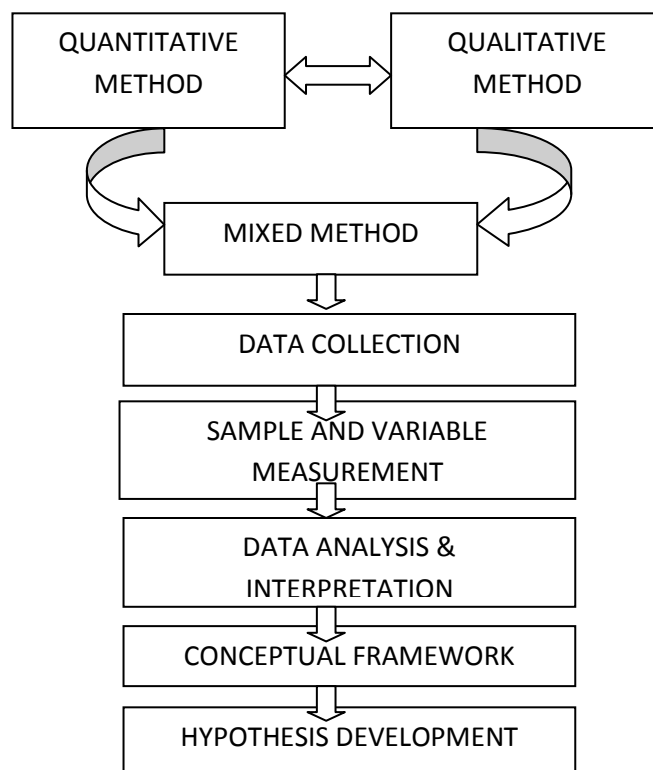 QUANTITATIVE
METHOD
QUALITATIVE
METHOD
MIXED METHOD
DATA COLLECTION
SAMPLE AND VARIABLE
MEASUREMENT
DATA ANALYSIS &
INTERPRETATION
CONCEPTUAL FRAMEWORK
HYPOTHESIS DEVELOPMENT